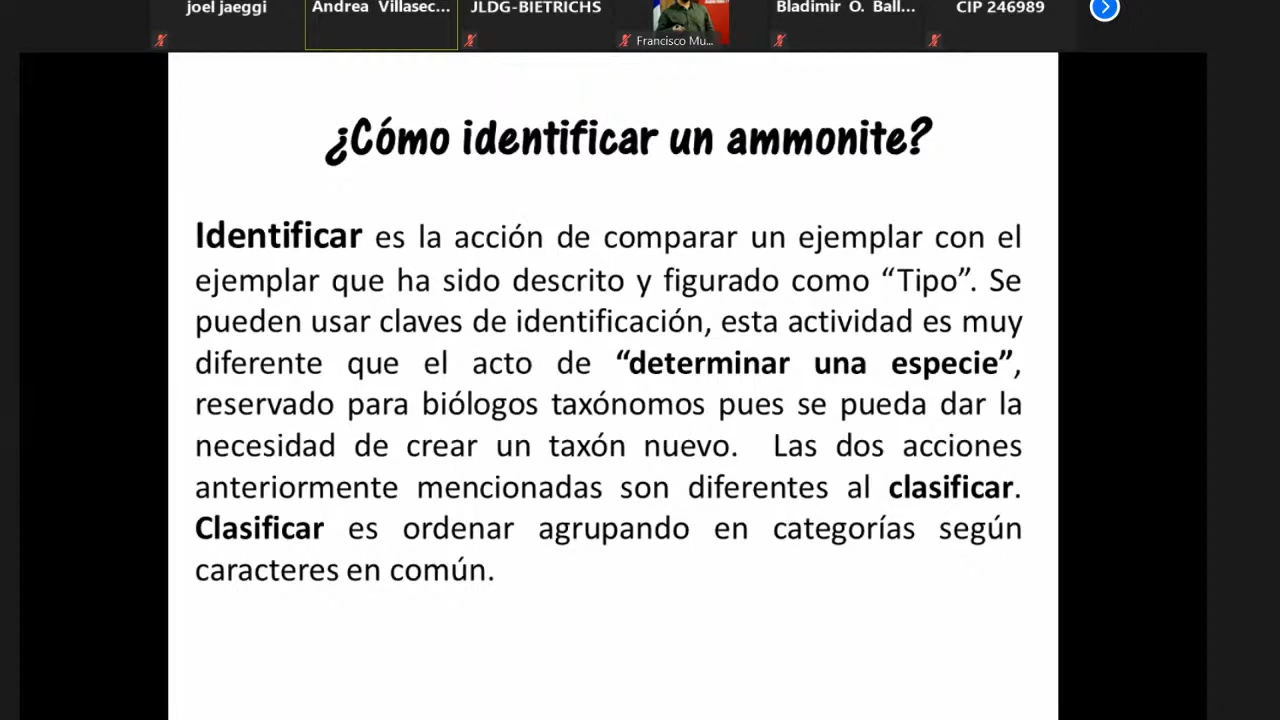 joel jaeggi
Andrea Villasec...
JLDG-BIETRICHS
Francisco Mu...
Bladimir O. Ball...
CIP 246989
¿Cómo identificar un ammonite?
Identificar es la acción de comparar un ejemplar con el
ejemplar que ha sido descrito y figurado como “Tipo”. Se
pueden usar claves de identificación, esta actividad es muy
diferente que el acto de “determinar una especie”,
reservado para biólogos taxónomos pues se pueda dar la
necesidad de crear un taxón nuevo. Las dos acciones
anteriormente mencionadas son diferentes al clasificar.
Clasificar es ordenar agrupando en categorías según
caracteres en común.